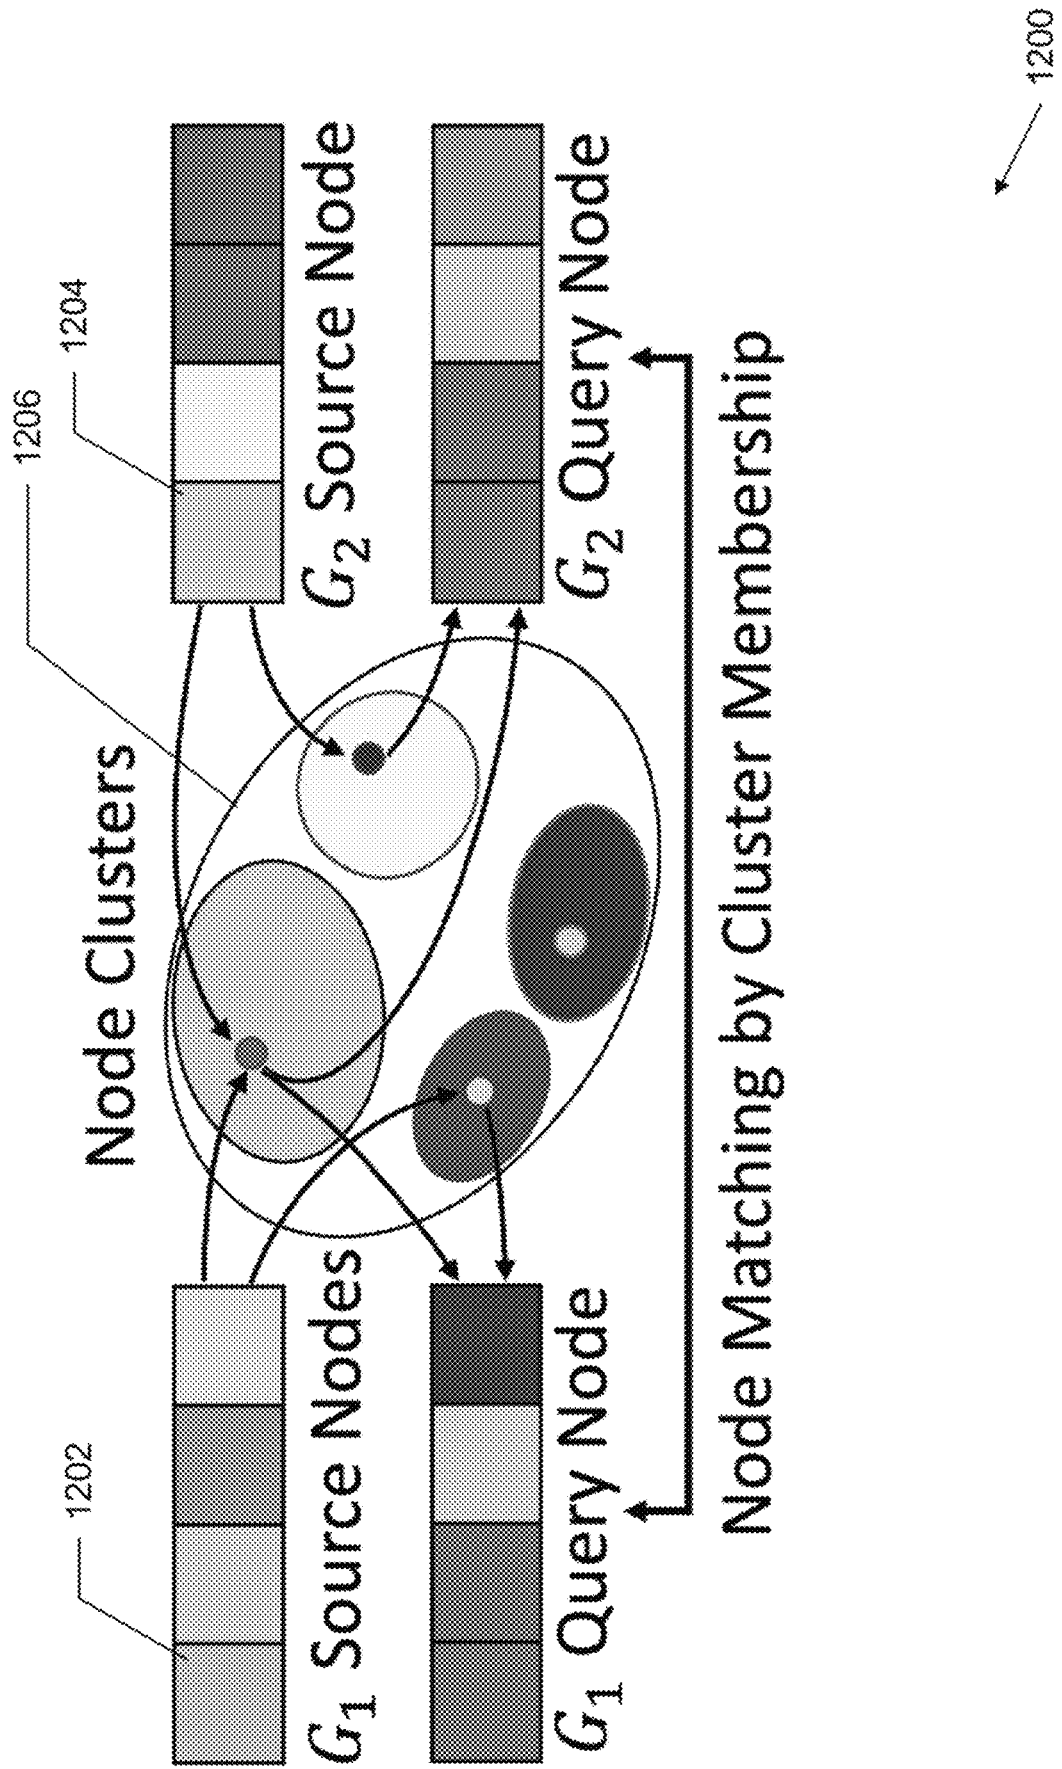 1206
1204
1202
Node Clusters
G₁ Source Nodes
G₂ Source Node
G₁ Query Node
G₂ Query Node
Node Matching by Cluster Membership
1200